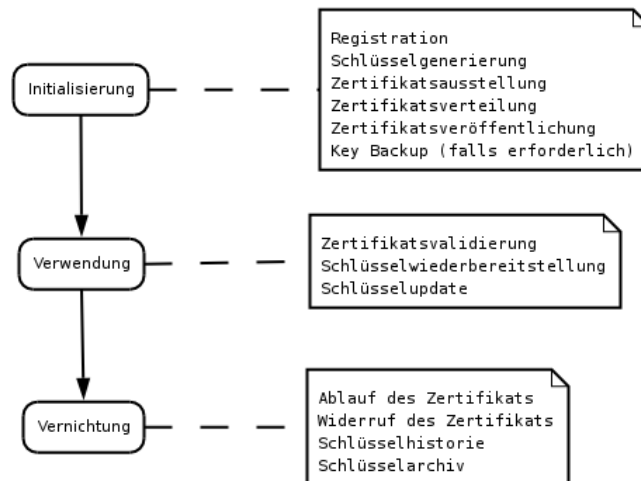 Initialisierung
Registration
Schlüsselgenerierung
Zertifikatsausstellung
Zertifikatsverteilung
Zertifikatsveröffentlichung
Key Backup (falls erforderlich)
Verwendung
Zertifikatsvalidierung
Schlüsselwiederbereitstellung
Schlüsselupdate
Vernichtung
Ablauf des Zertifikats
Widerruf des Zertifikats
Schlüsselhistorie
Schlüsselarchiv